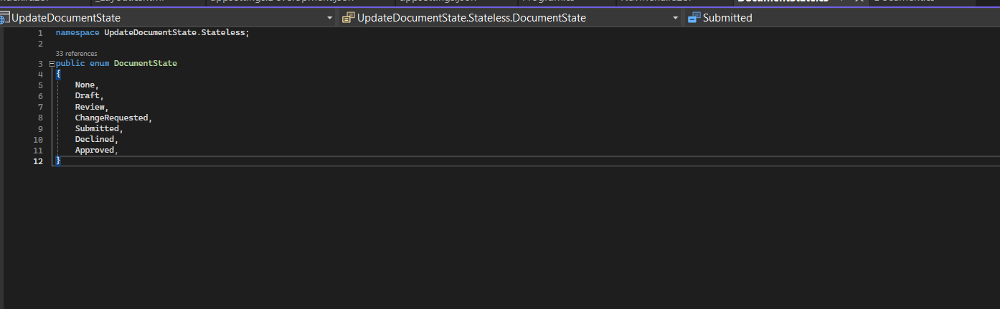 UpdateDocumentState UpdateDocumentState.Stateless.DocumentState Submitted
1 namespace UpdateDocumentState.Stateless;
2
33 references
3 public enum DocumentState
4 {
5 None,
6 Draft,
7 Review,
8 ChangeRequested,
9 Submitted,
10 Declined,
11 Approved,
12 }